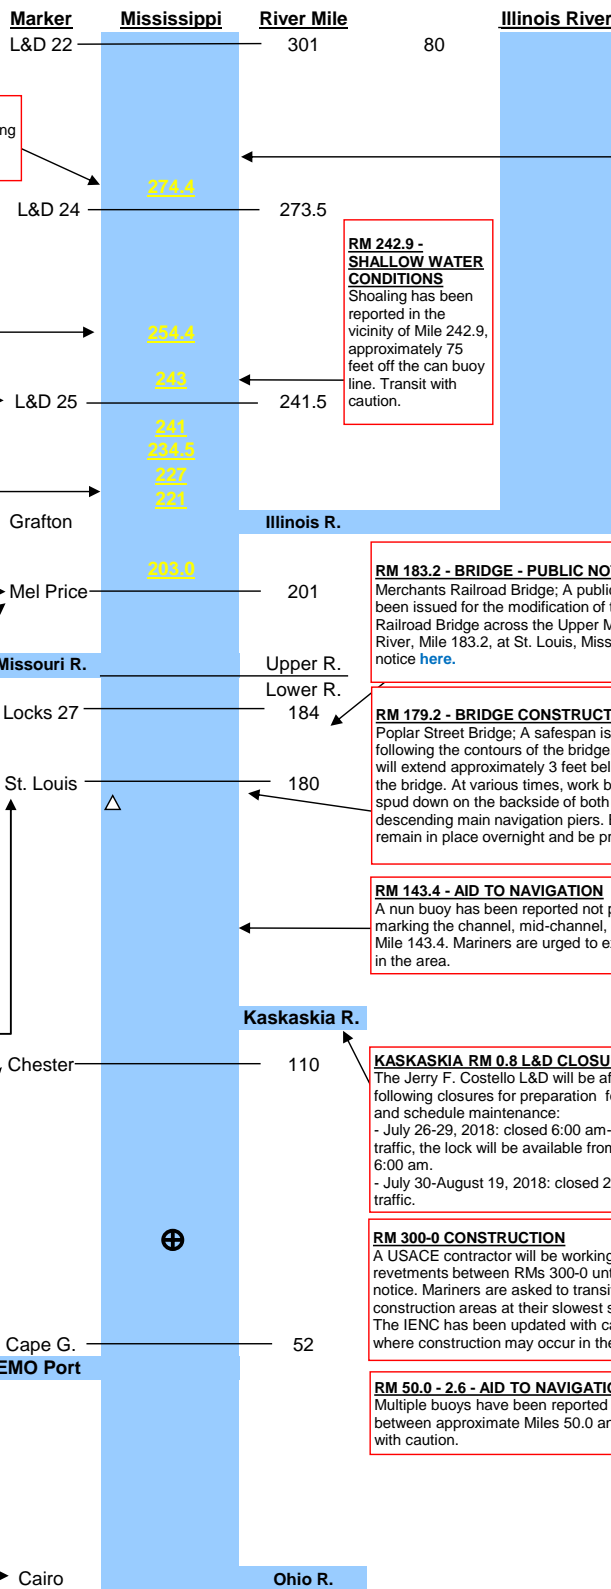 Marker Mississippi River Mile Illinois River
L&D 22 301 80
ng
274.4
L&D 24 273.5
RM 242.9 -
SHALLOW WATER
CONDITIONS
Shoaling has been
reported in the
vicinity of Mile 242.9,
approximately 75
feet off the can buoy
line. Transit with
caution.
254.4
243
L&D 25 241.5
241
234.5
227
221
Grafton Illinois R.
203.0
Mel Price 201
RM 183.2 - BRIDGE - PUBLIC NO
Merchants Railroad Bridge; A public
been issued for the modification of
Railroad Bridge across the Upper M
River, Mile 183.2, at St. Louis, Miss
notice here.
Missouri R. Upper R.
Lower R.
Locks 27 184
RM 179.2 - BRIDGE CONSTRUCT
Poplar Street Bridge; A safespan is
following the contours of the bridge
will extend approximately 3 feet bel
the bridge. At various times, work b
spud down on the backside of both
descending main navigation piers.
remain in place overnight and be pr
St. Louis 180
RM 143.4 - AID TO NAVIGATION
A nun buoy has been reported not p
marking the channel, mid-channel,
Mile 143.4. Mariners are urged to e
in the area.
Kaskaskia R.
Chester 110
KASKASKIA RM 0.8 L&D CLOSU
The Jerry F. Costello L&D will be af
following closures for preparation f
and schedule maintenance:
- July 26-29, 2018: closed 6:00 am-
traffic, the lock will be available from
6:00 am.
- July 30-August 19, 2018: closed 2
traffic.
RM 300-0 CONSTRUCTION
A USACE contractor will be working
revetments between RMs 300-0 unt
notice. Mariners are asked to transi
construction areas at their slowest s
The IENC has been updated with ca
where construction may occur in the
Cape G. 52
EMO Port
RM 50.0 - 2.6 - AID TO NAVIGATIO
Multiple buoys have been reported
between approximate Miles 50.0 an
with caution.
Cairo Ohio R.